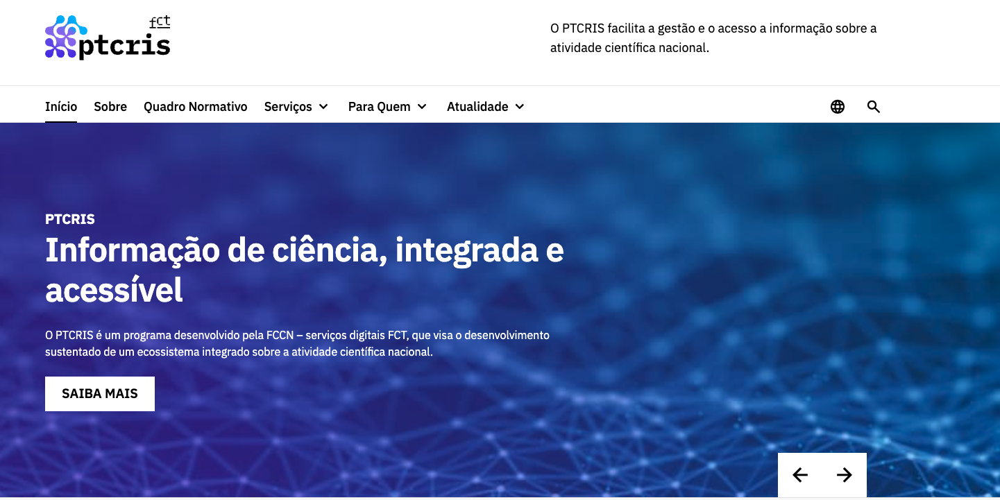 fct
ptcris
O PTCRIS facilita a gestão e o acesso a informação sobre a
atividade científica nacional.
Início Sobre Quadro Normativo Serviços Para Quem Atualidade
PTCRIS
Informação de ciência, integrada e
acessível
O PTCRIS é um programa desenvolvido pela FCCN – serviços digitais FCT, que visa o desenvolvimento
sustentado de um ecossistema integrado sobre a atividade científica nacional.
SAIBA MAIS